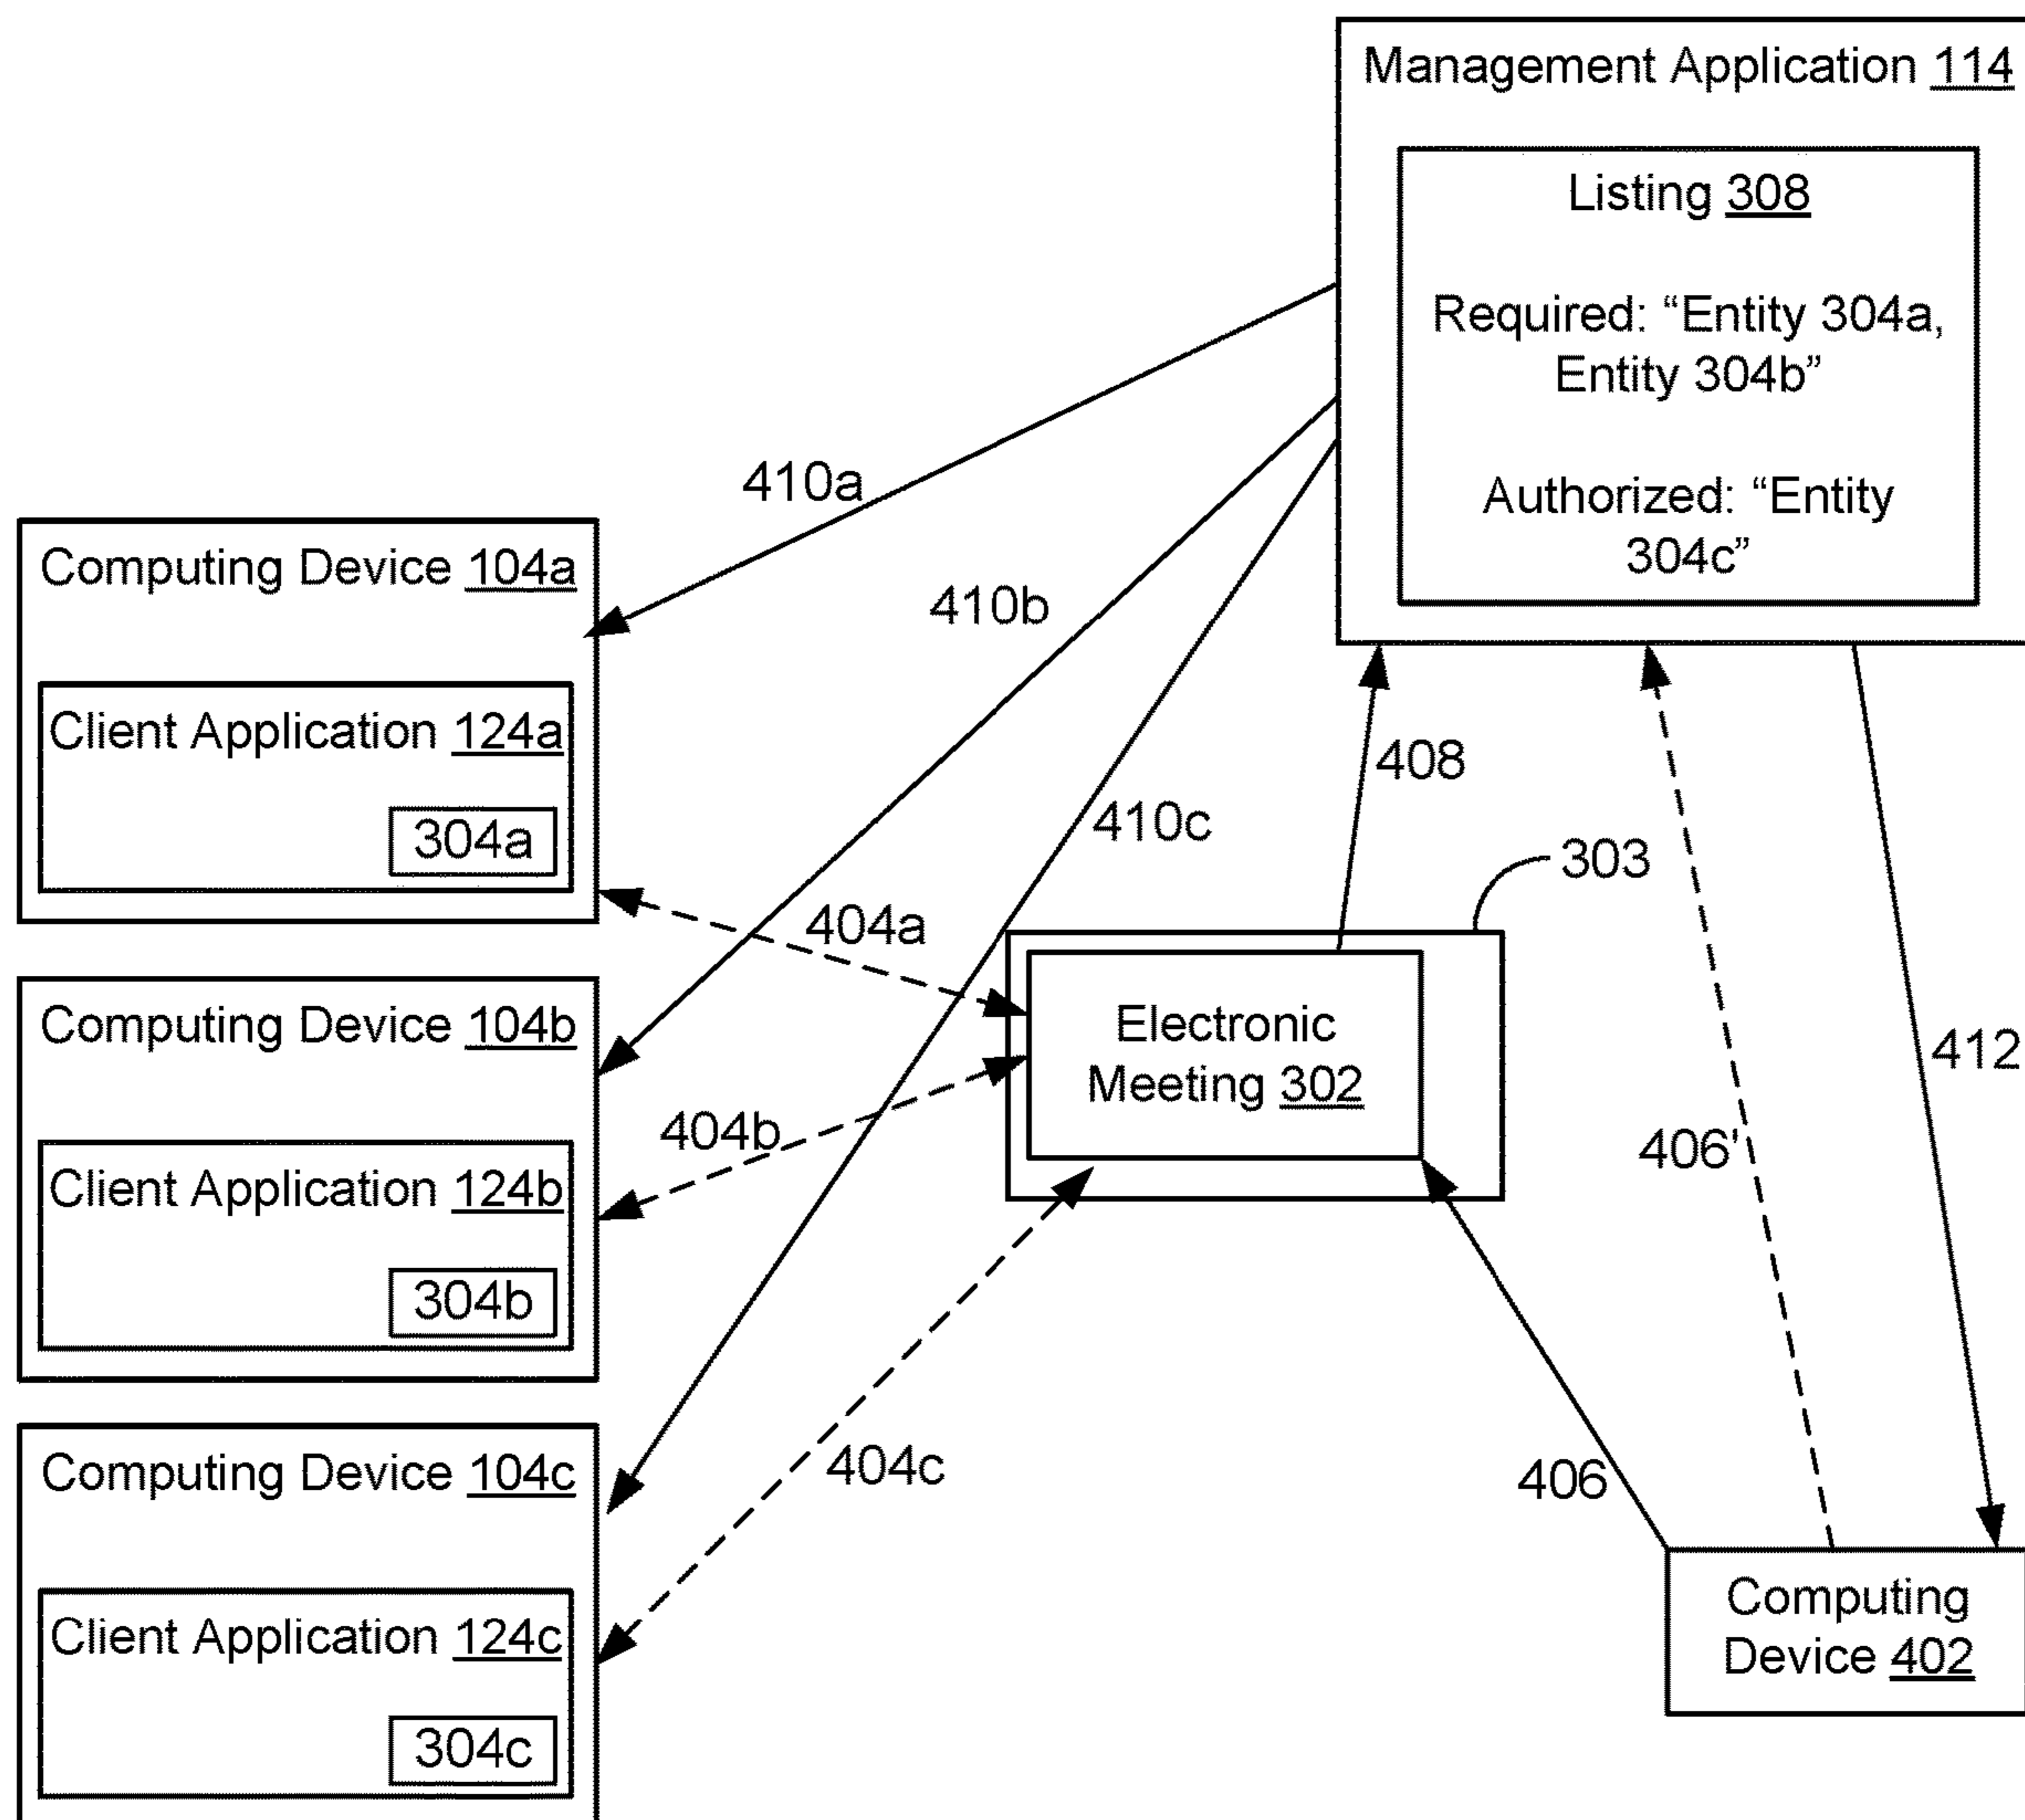 Management Application 114
Listing 308
Required: “Entity 304a,
Entity 304b”
Authorized: “Entity
304c”
410a
410b
410c
Computing Device 104a
Client Application 124a
304a
408
303
404a
Computing Device 104b
Client Application 124b
304b
404b
Electronic
Meeting 302
412
406'
Computing Device 104c
Client Application 124c
304c
404c
406
Computing
Device 402